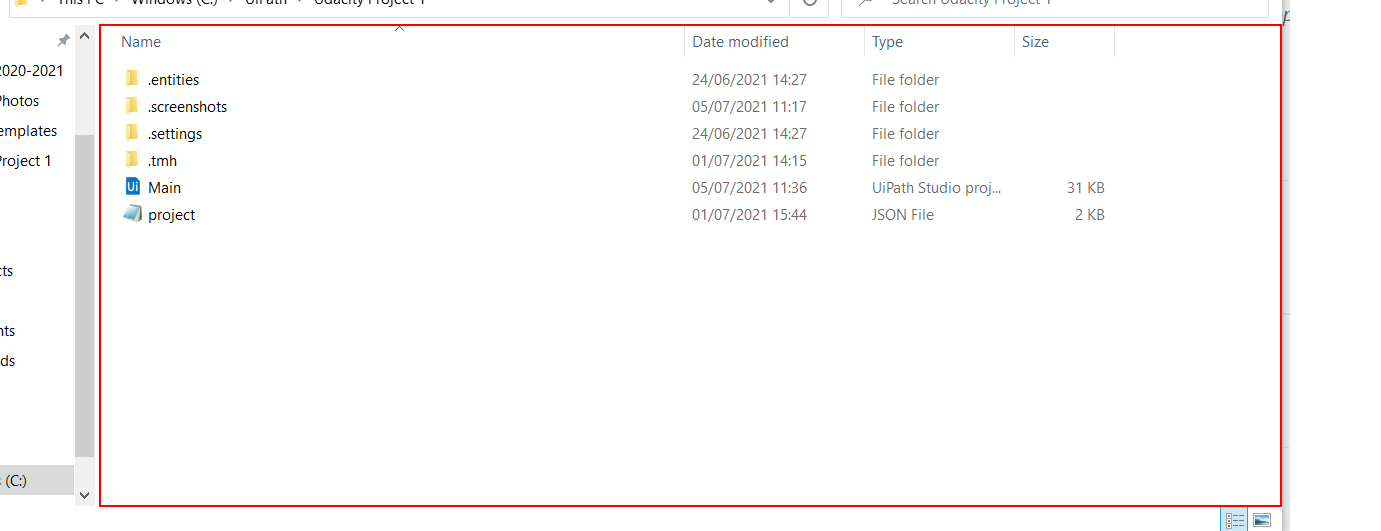 This PC Windows (C:) UiPath Udacity Project 1 Search Udacity Project 1
Name Date modified Type Size
2020-2021
Photos
Templates
Project 1
cts
nts
ds
(C:)
.entities 24/06/2021 14:27 File folder
.screenshots 05/07/2021 11:17 File folder
.settings 24/06/2021 14:27 File folder
.tmh 01/07/2021 14:15 File folder
Ui Main 05/07/2021 11:36 UiPath Studio proj... 31 KB
project 01/07/2021 15:44 JSON File 2 KB